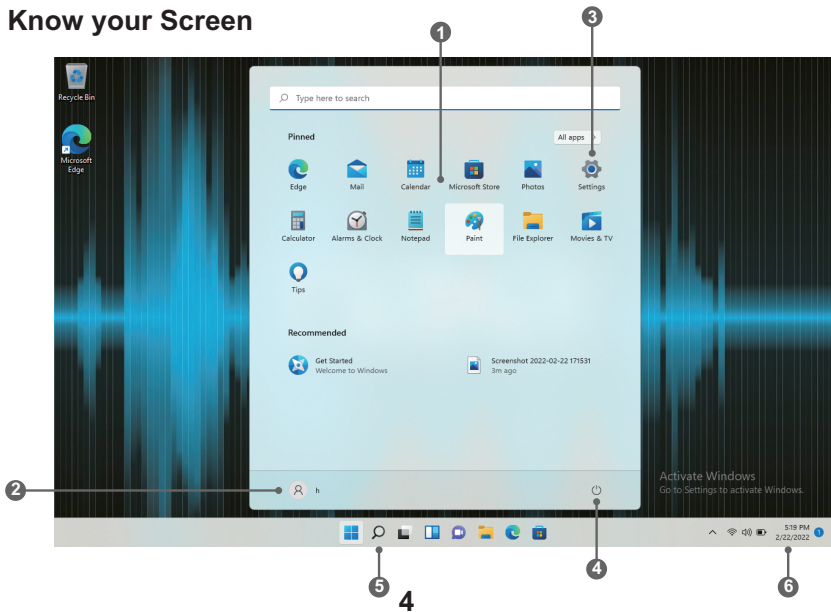 Know your Screen
1
3
Recycle Bin
Microsoft
Edge
Type here to search
Pinned
All apps >
Edge
Mail
Calendar
Microsoft Store
Photos
Settings
Calculator
Alarms & Clock
Notepad
Paint
File Explorer
Movies & TV
Tips
Recommended
Get Started
Welcome to Windows
Screenshot 2022-02-22 171531
3m ago
Activate Windows
Go to Settings to activate Windows.
2
h
5:19 PM
2/22/2022
1
5
4
6
4